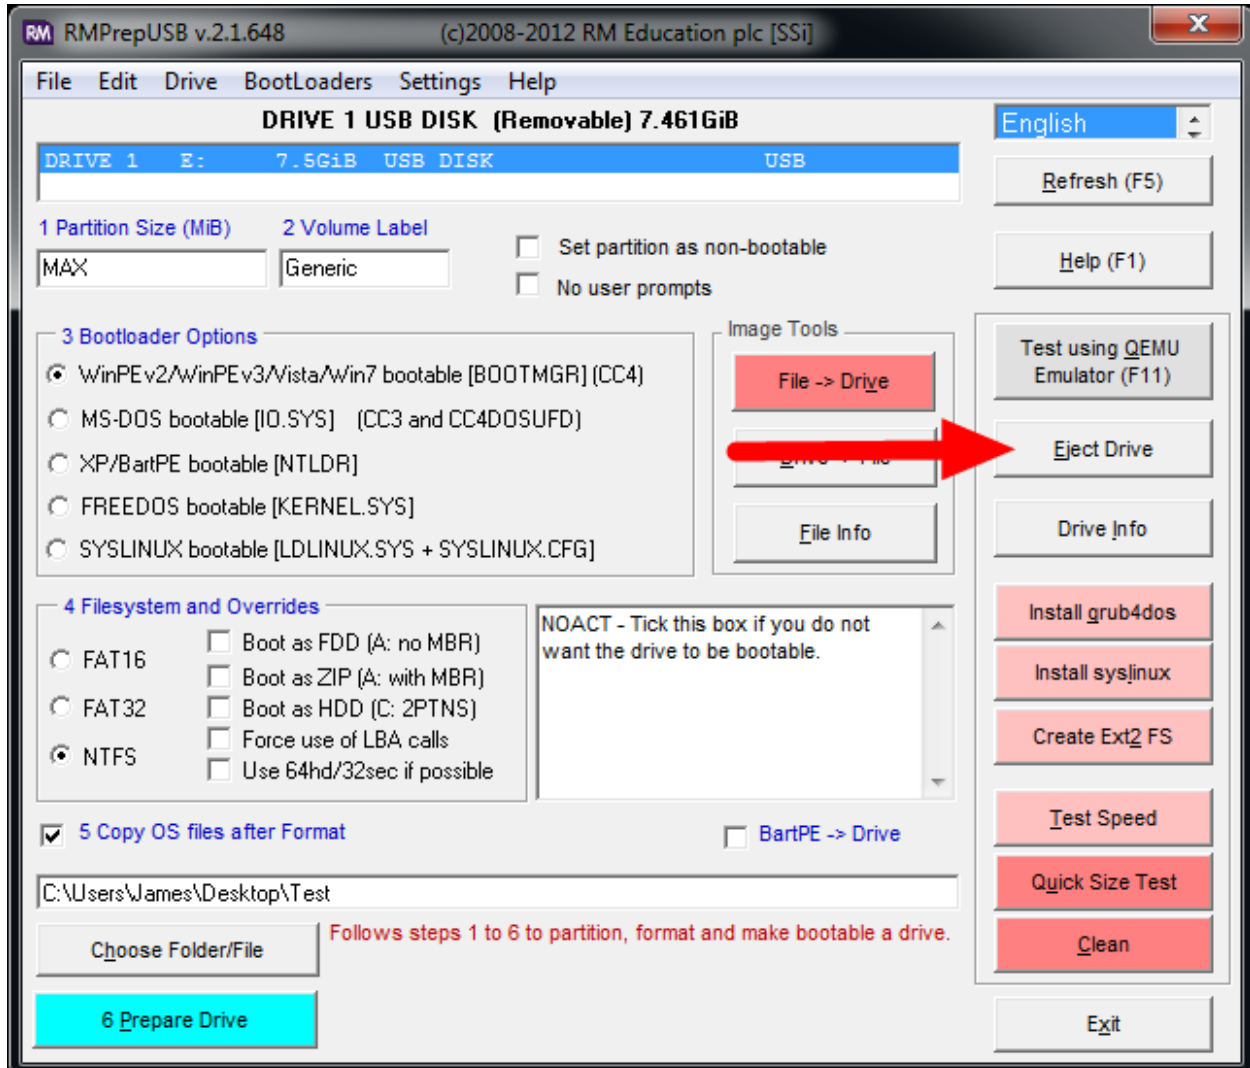 RM RMPrepUSB v.2.1.648 (c)2008-2012 RM Education plc [SSi] X
File Edit Drive BootLoaders Settings Help
DRIVE 1 USB DISK (Removable) 7.461GiB
English
DRIVE 1 E: 7.5GiB USB DISK USB
Refresh (F5)
1 Partition Size (MiB) 2 Volume Label
MAX Generic
Set partition as non-bootable
No user prompts
Help (F1)
3 Bootloader Options
WinPEv2/WinPEv3/Vista/Win7 bootable [BOOTMGR] (CC4)
MS-DOS bootable [IO.SYS] (CC3 and CC4DOSUFD)
XP/BartPE bootable [NTLDR]
FREEDOS bootable [KERNEL.SYS]
SYSLINUX bootable [LDLINUX.SYS + SYSLINUX.CFG]
Image Tools
File -> Drive
File Info
Test using QEMU
Emulator (F11)
Eject Drive
Drive Info
4 Filesystem and Overrides
FAT16
FAT32
NTFS
Boot as FDD (A: no MBR)
Boot as ZIP (A: with MBR)
Boot as HDD (C: 2PTNS)
Force use of LBA calls
Use 64hd/32sec if possible
NOACT - Tick this box if you do not
want the drive to be bootable.
Install grub4dos
Install syslinux
Create Ext2 FS
5 Copy OS files after Format
BartPE -> Drive
Test Speed
C:\Users\James\Desktop\Test
Quick Size Test
Choose Folder/File
Follows steps 1 to 6 to partition, format and make bootable a drive.
Clean
6 Prepare Drive
Exit